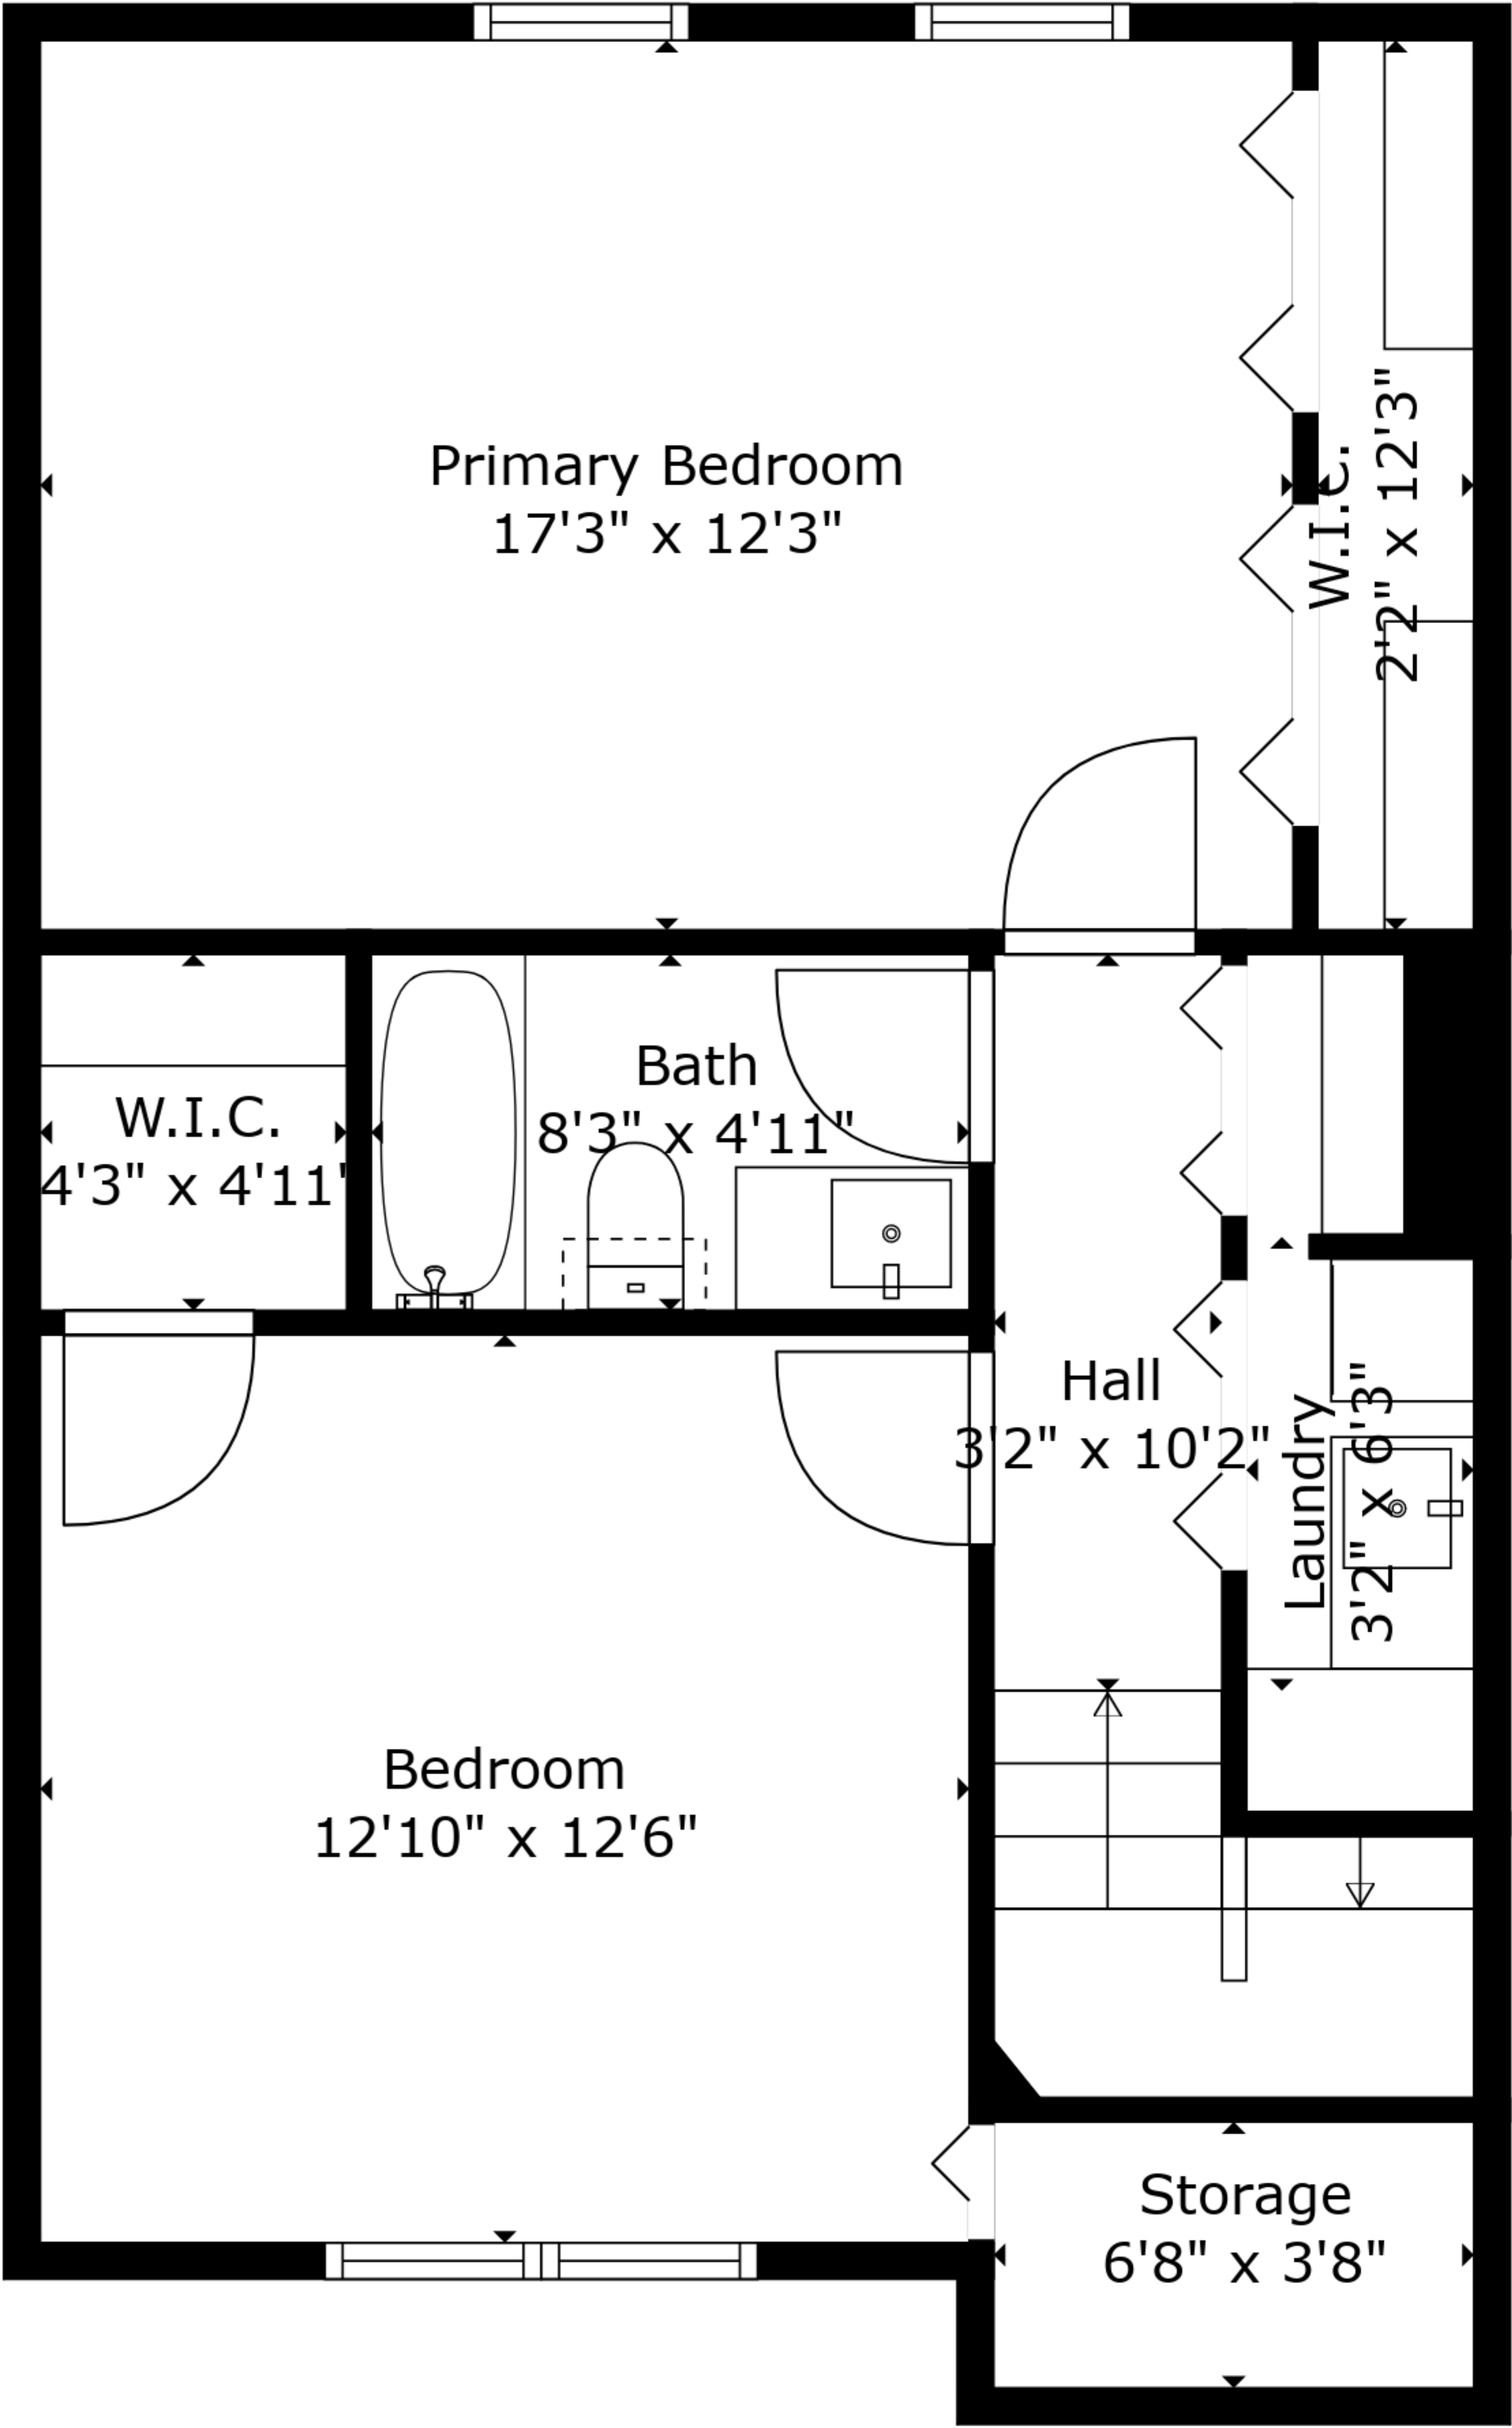 Primary Bedroom
17'3" x 12'3"
W.I.C.
2'2" x 12'3"
W.I.C.
4'3" x 4'11'
Bath
8'3" x 4'11"
Hall
3'2" x 10'2"
Laundry
3'2" x 6'3"
Bedroom
12'10" x 12'6"
Storage
6'8" x 3'8"